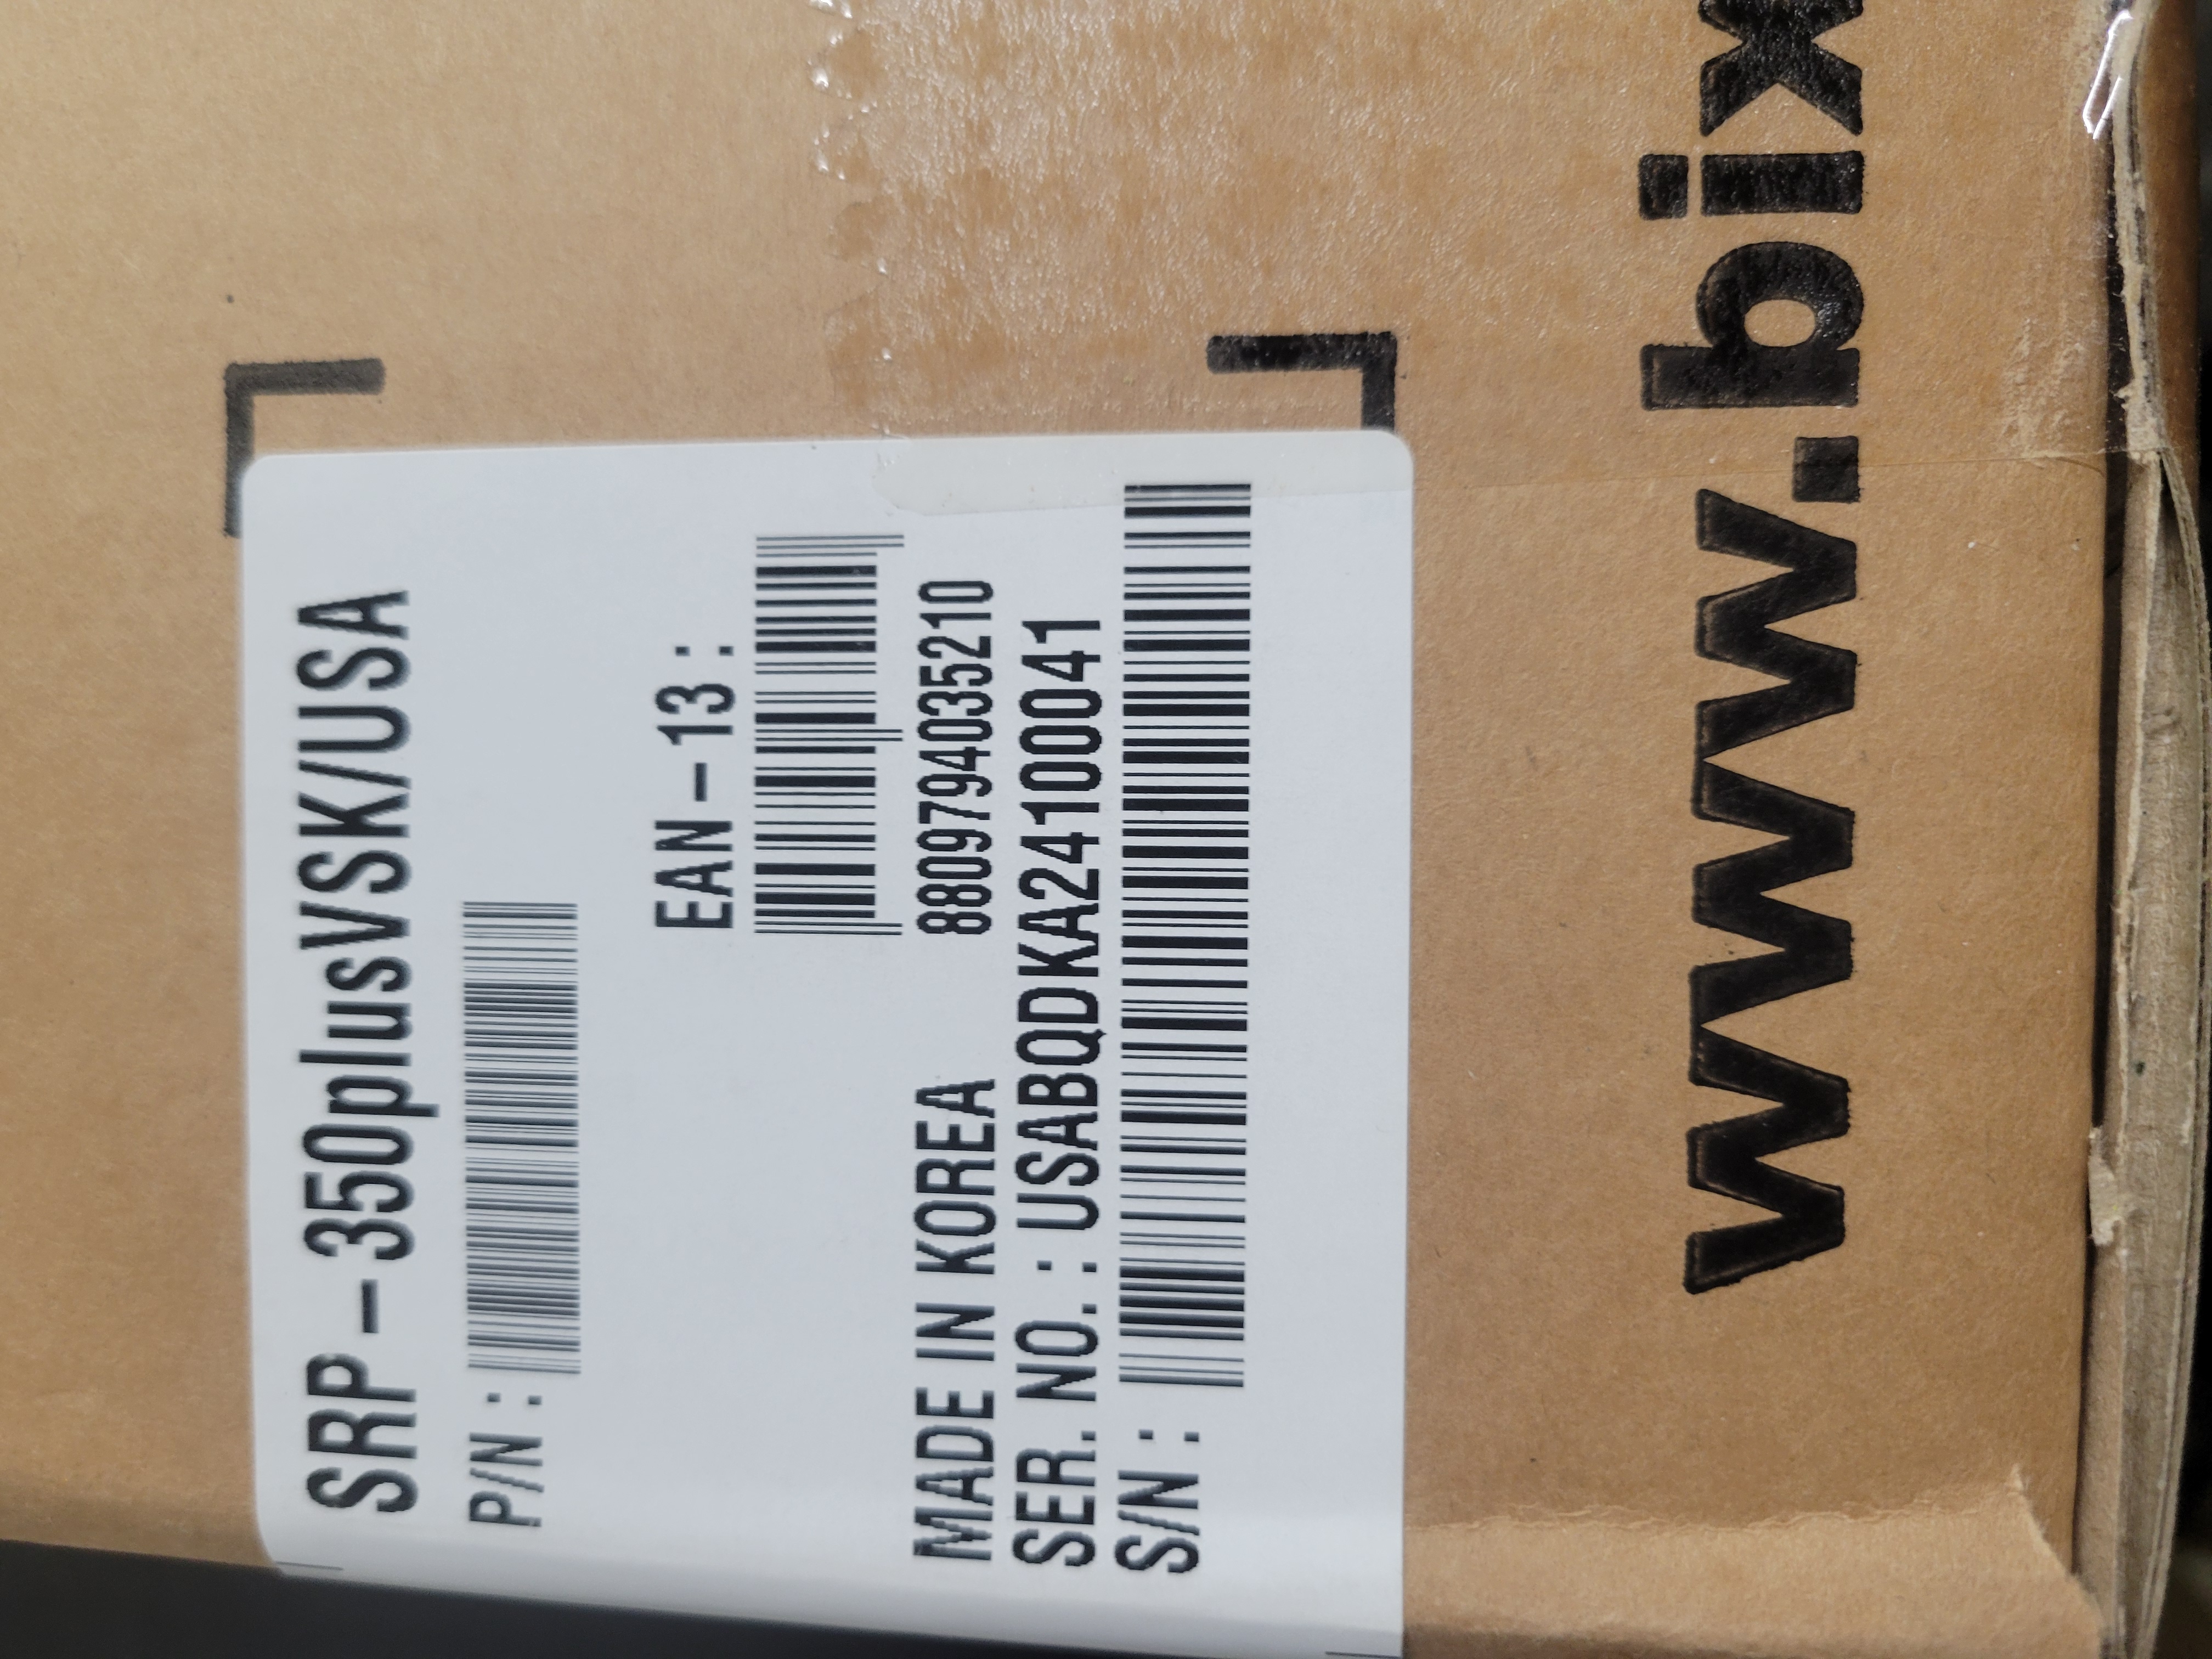 SRP-350plusVSK/USA
P/N :
EAN-13 :
8809794035210
MADE IN KOREA
SER. NO. : USABQDKA24100041
S/N :
www.bix